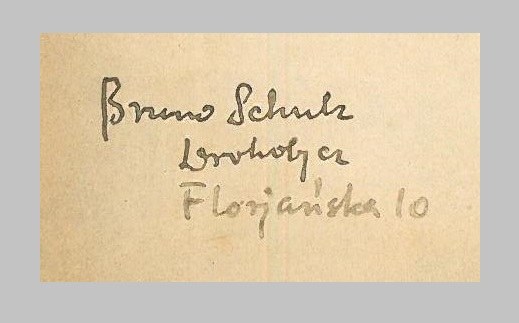 Bruno Schulz
Drohobycz
Florjańska 10